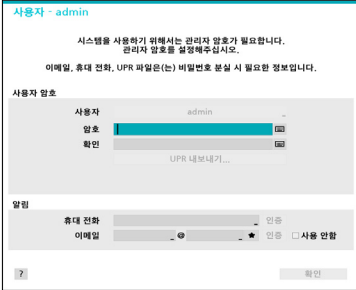 사용자 - admin
시스템을 사용하기 위해서는 관리자 암호가 필요합니다.
관리자 암호를 설정해주십시오.
이메일, 휴대 전화, UPR 파일은(는) 비밀번호 분실 시 필요한 정보입니다.
사용자 암호
사용자 admin
암호
확인
UPR 내보내기...
알림
휴대 전화 인증
이메일 @ 인증 사용 안함
? 확인